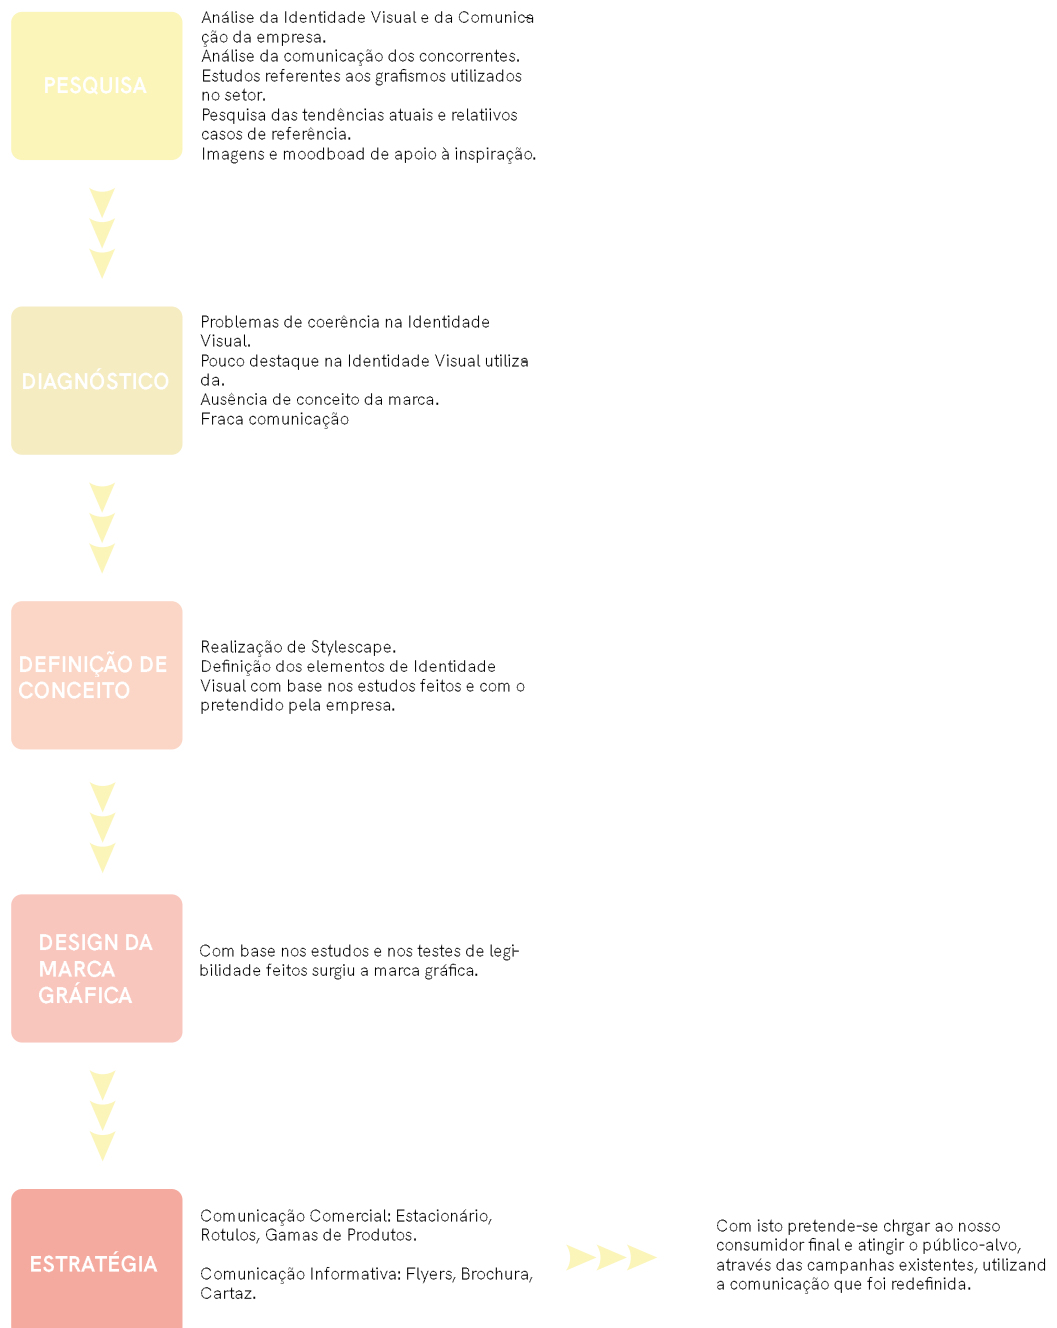 PESQUISA
Análise da Identidade Visual e da Comunica-
ção da empresa.
Análise da comunicação dos concorrentes.
Estudos referentes aos grafismos utilizados
no setor.
Pesquisa das tendências atuais e relatiivos
casos de referência.
Imagens e moodboad de apoio à inspiração.
DIAGNÓSTICO
Problemas de coerência na Identidade
Visual.
Pouco destaque na Identidade Visual utiliza-
da.
Ausência de conceito da marca.
Fraca comunicação
DEFINIÇÃO DE
CONCEITO
Realização de Stylescape.
Definição dos elementos de Identidade
Visual com base nos estudos feitos e com o
pretendido pela empresa.
DESIGN DA
MARCA
GRÁFICA
Com base nos estudos e nos testes de legi-
bilidade feitos surgiu a marca gráfica.
ESTRATÉGIA
Comunicação Comercial: Estacionário,
Rotulos, Gamas de Produtos.
Comunicação Informativa: Flyers, Brochura,
Cartaz.
Com isto pretende-se chrgar ao nosso
consumidor final e atingir o público-alvo,
através das campanhas existentes, utilizand
a comunicação que foi redefinida.